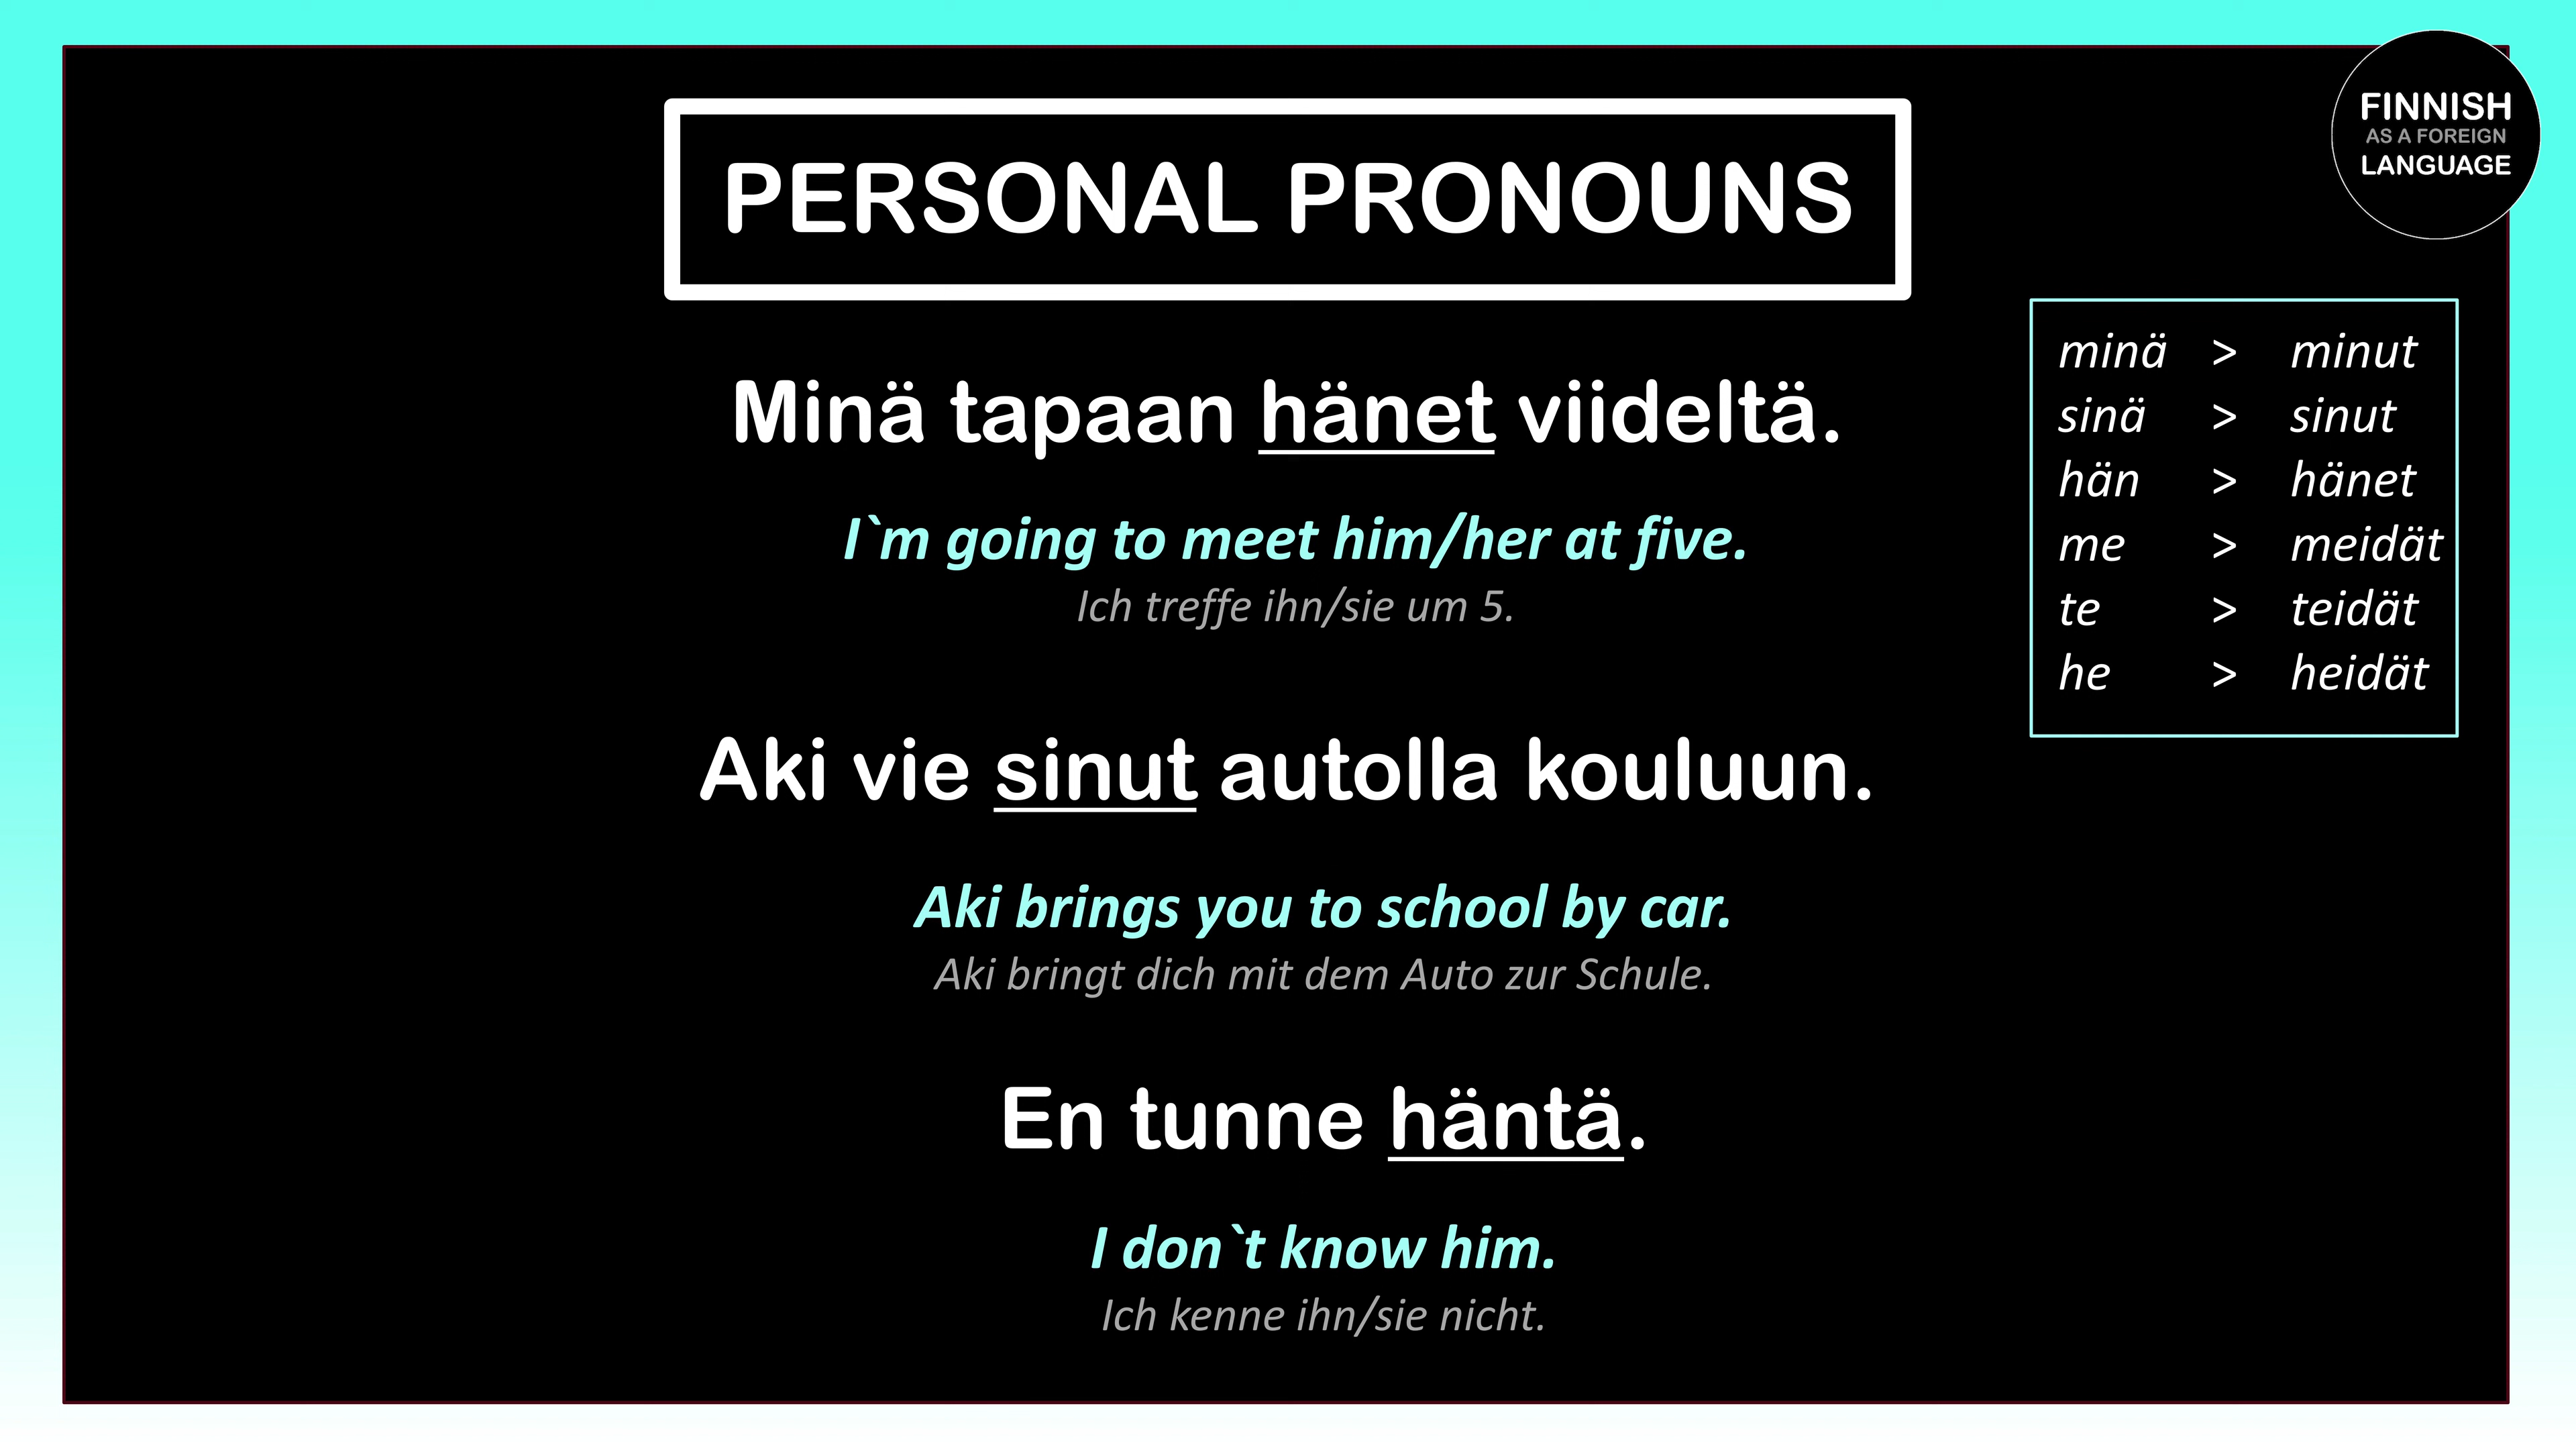 FINNISH
AS A FOREIGN
LANGUAGE
PERSONAL PRONOUNS
Minä tapaan hänet viideltä.
I`m going to meet him/her at five.
Ich treffe ihn/sie um 5.
Aki vie sinut autolla kouluun.
Aki brings you to school by car.
Aki bringt dich mit dem Auto zur Schule.
En tunne häntä.
I don`t know him.
Ich kenne ihn/sie nicht.
minä > minut
sinä > sinut
hän > hänet
me > meidät
te > teidät
he > heidät